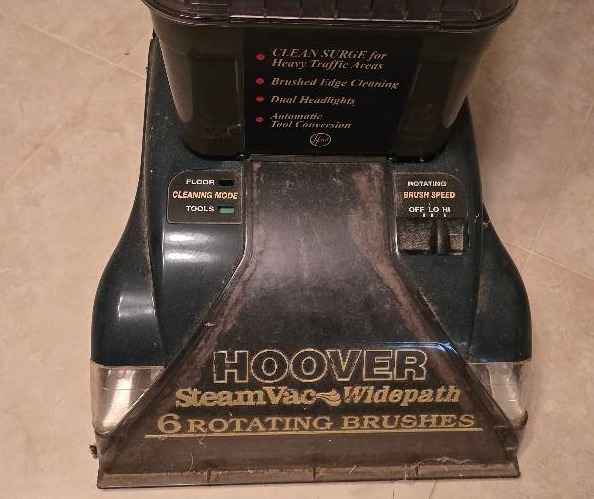 CLEAN SURGE for
Heavy Traffic Areas
Brushed Edge Cleaning
Dual Headlights
Automatic
Tool Conversion
FLOOR
CLEANING MODE
TOOLS
ROTATING
BRUSH SPEED
OFF LO HI
HOOVER
SteamVac Widepath
6 ROTATING BRUSHES